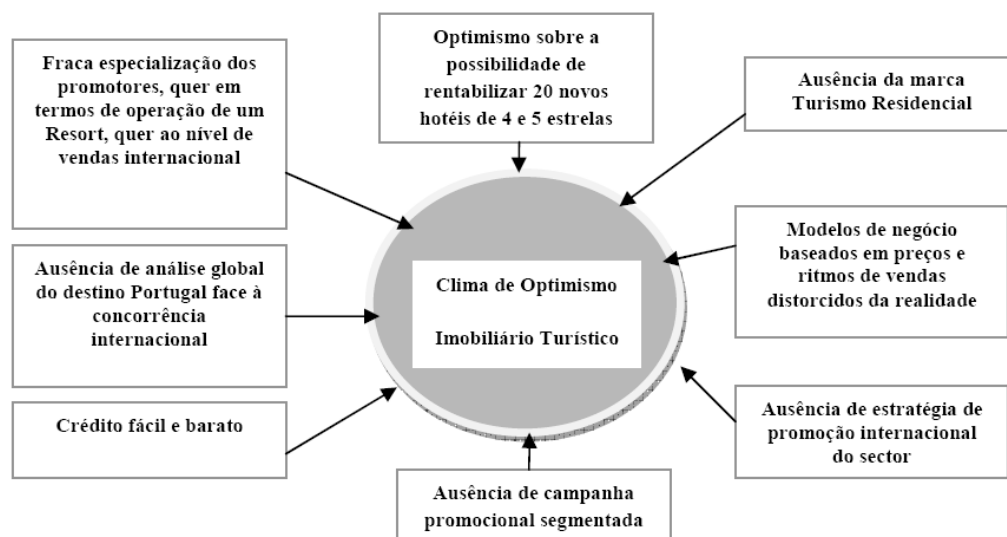 Fraca especialização dos
promotores, quer em
termos de operação de um
Resort, quer ao nível de
vendas internacional
Optimismo sobre a
possibilidade de
rentabilizar 20 novos
hotéis de 4 e 5 estrelas
Ausência da marca
Turismo Residencial
Ausência de análise global
do destino Portugal face à
concorrência
internacional
Clima de Optimismo
Imobiliário Turístico
Modelos de negócio
baseados em preços e
ritmos de vendas
distorcidos da realidade
Crédito fácil e barato
Ausência de campanha
promocional segmentada
Ausência de estratégia de
promoção internacional
do sector